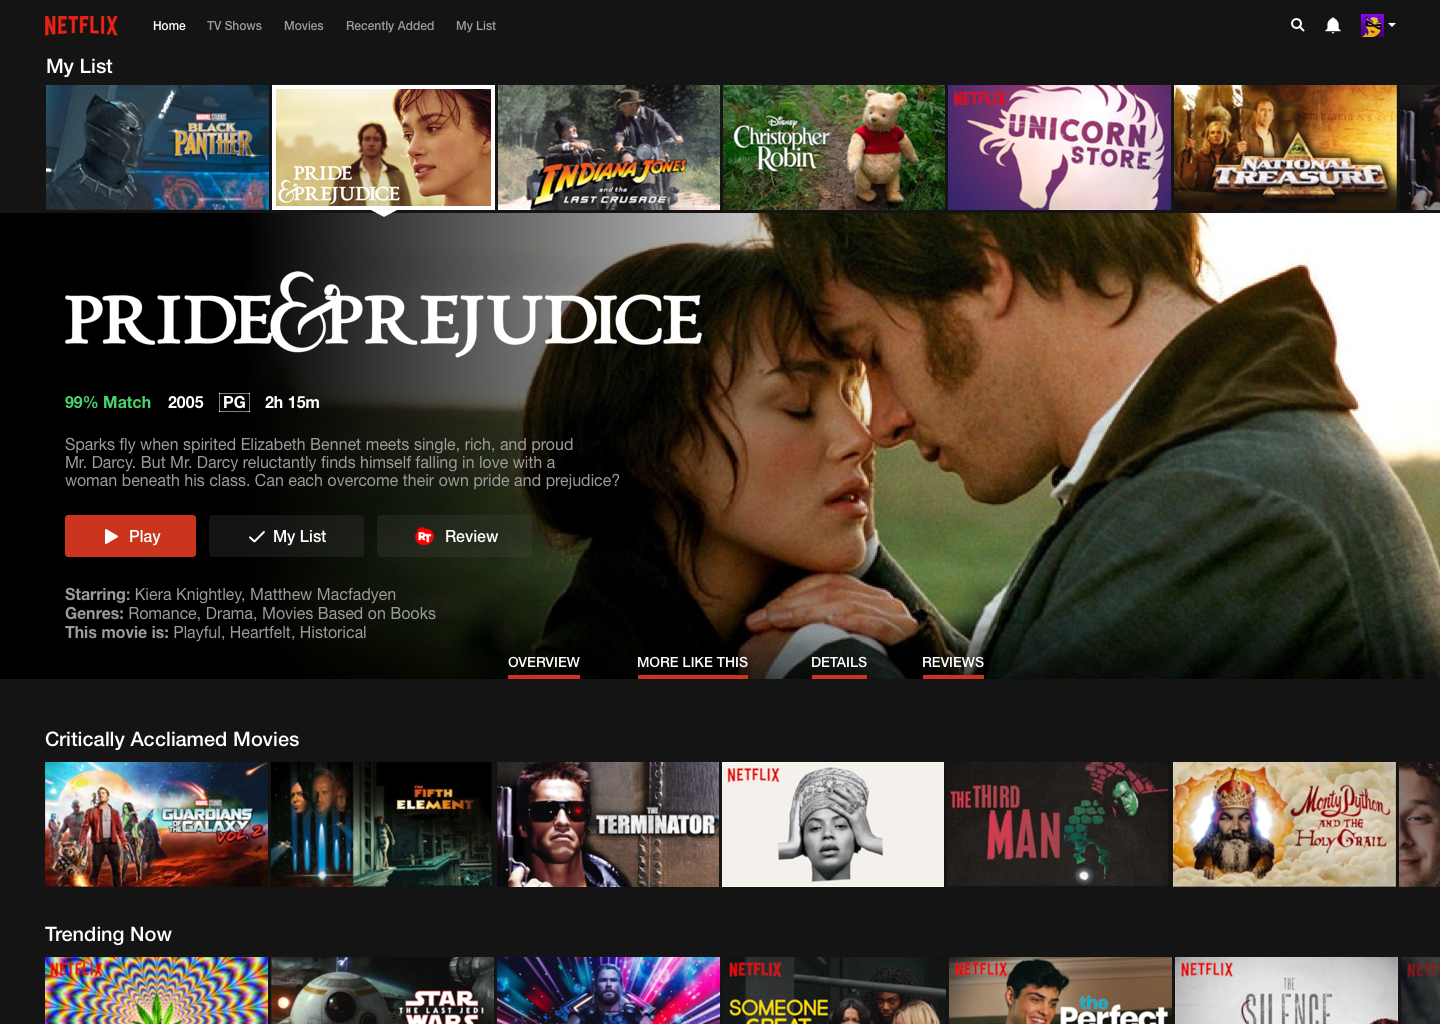 NETFLIX
Home TV Shows Movies Recently Added My List
My List
MARVEL STUDIOS
BLACK PANTHER
PRIDE
&PREJUDICE
INDIANA JONES
and the
LAST CRUSADE
Disney
Christopher
Robin
NETFLIX
UNICORN
STORE
NATIONAL
TREASURE
PRIDE&PREJUDICE
99% Match 2005 PG 2h 15m
Sparks fly when spirited Elizabeth Bennet meets single, rich, and proud
Mr. Darcy. But Mr. Darcy reluctantly finds himself falling in love with a
woman beneath his class. Can each overcome their own pride and prejudice?
Play My List RT Review
Starring: Kiera Knightley, Matthew Macfadyen
Genres: Romance, Drama, Movies Based on Books
This movie is: Playful, Heartfelt, Historical
OVERVIEW MORE LIKE THIS DETAILS REVIEWS
Critically Accliamed Movies
MARVEL STUDIOS
GUARDIANS
OF THE GALAXY
VOL. 2
THE FIFTH
ELEMENT
THE
TERMINATOR
NETFLIX
THE THIRD
MAN
Monty Python
AND THE
HOLY GRAIL
Trending Now
NETFLIX
STAR
THE LAST JEDI
WARS
NETFLIX
SOMEONE
GREAT
NETFLIX
the
Perfect
NETFLIX
THE
SILENCE